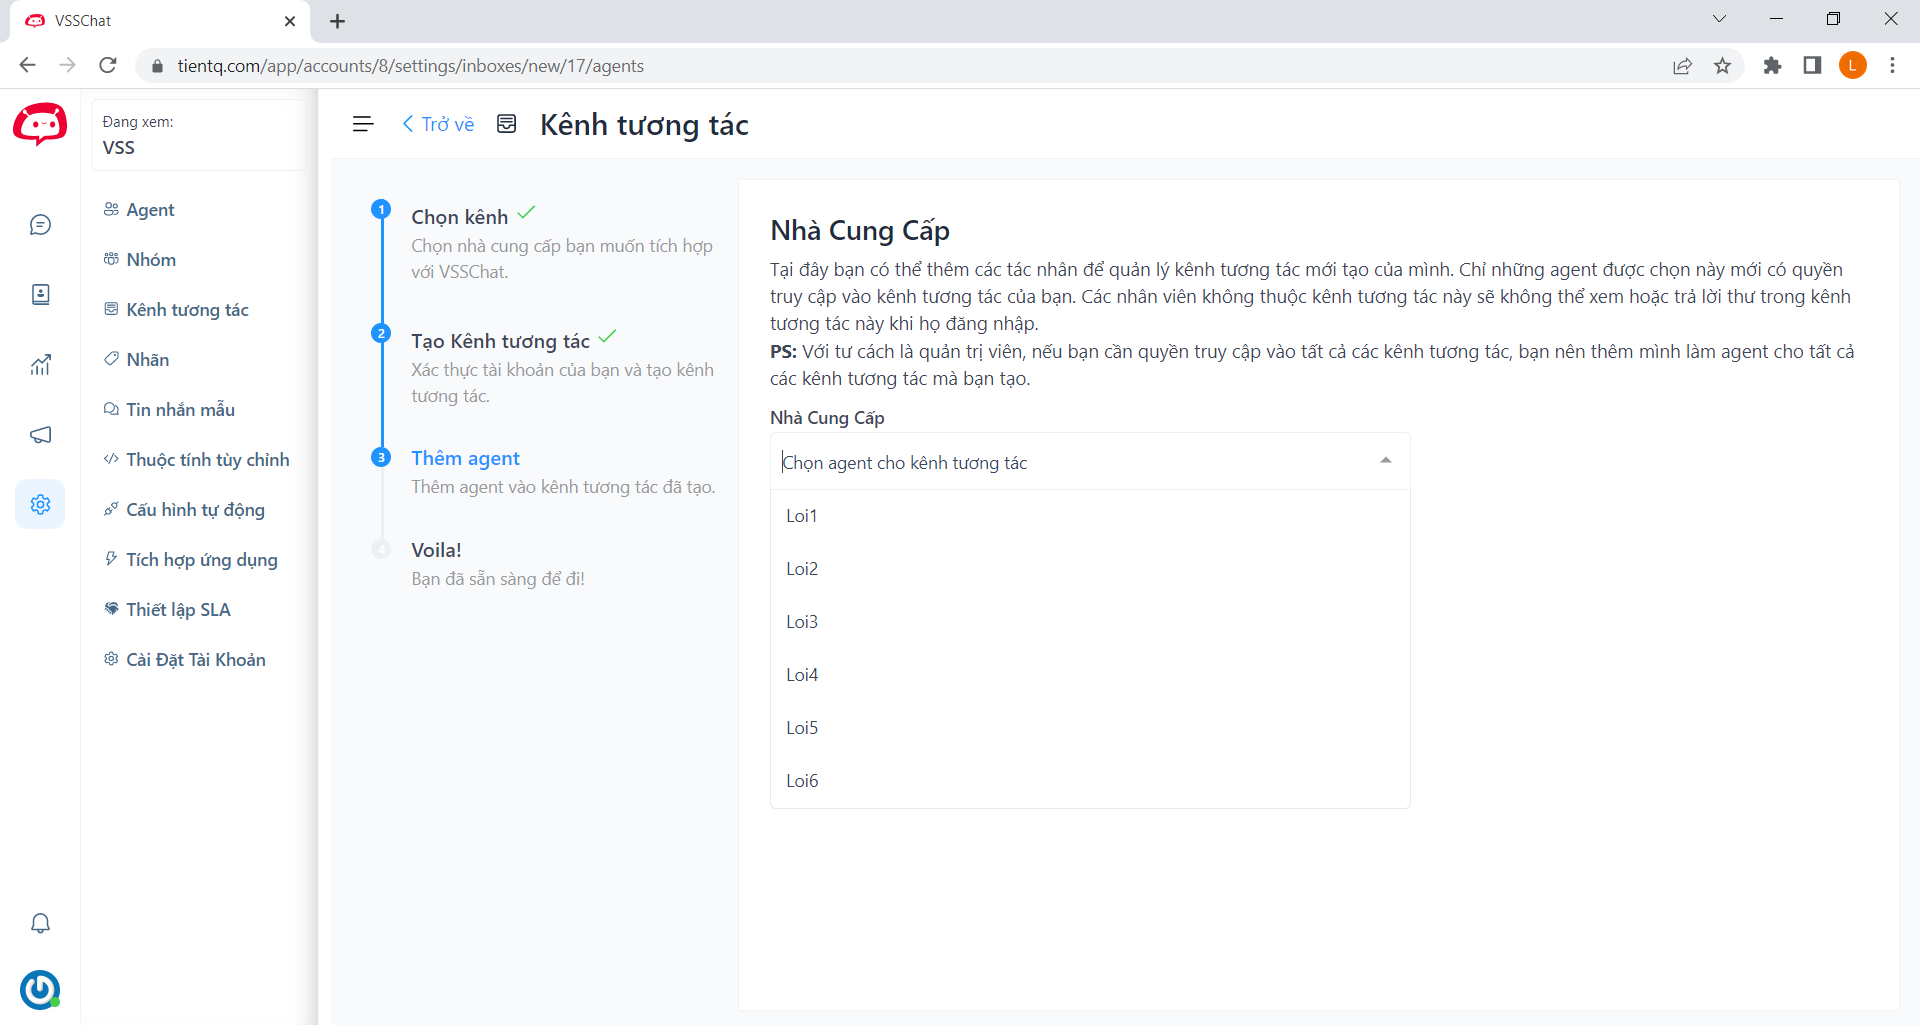 VSSChat
tientq.com/app/accounts/8/settings/inboxes/new/17/agents
L
Đang xem:
VSS
Agent
Nhóm
Kênh tương tác
Nhãn
Tin nhắn mẫu
Thuộc tính tùy chỉnh
Cấu hình tự động
Tích hợp ứng dụng
Thiết lập SLA
Cài Đặt Tài Khoản
Trở về
Kênh tương tác
1
Chọn kênh
Chọn nhà cung cấp bạn muốn tích hợp
với VSSChat.
2
Tạo Kênh tương tác
Xác thực tài khoản của bạn và tạo kênh
tương tác.
3
Thêm agent
Thêm agent vào kênh tương tác đã tạo.
4
Voila!
Bạn đã sẵn sàng để đi!
Nhà Cung Cấp
Tại đây bạn có thể thêm các tác nhân để quản lý kênh tương tác mới tạo của mình. Chỉ những agent được chọn này mới có quyền
truy cập vào kênh tương tác của bạn. Các nhân viên không thuộc kênh tương tác này sẽ không thể xem hoặc trả lời thư trong kênh
tương tác này khi họ đăng nhập.
PS: Với tư cách là quản trị viên, nếu bạn cần quyền truy cập vào tất cả các kênh tương tác, bạn nên thêm mình làm agent cho tất cả
các kênh tương tác mà bạn tạo.
Nhà Cung Cấp
Chọn agent cho kênh tương tác
Loi1
Loi2
Loi3
Loi4
Loi5
Loi6